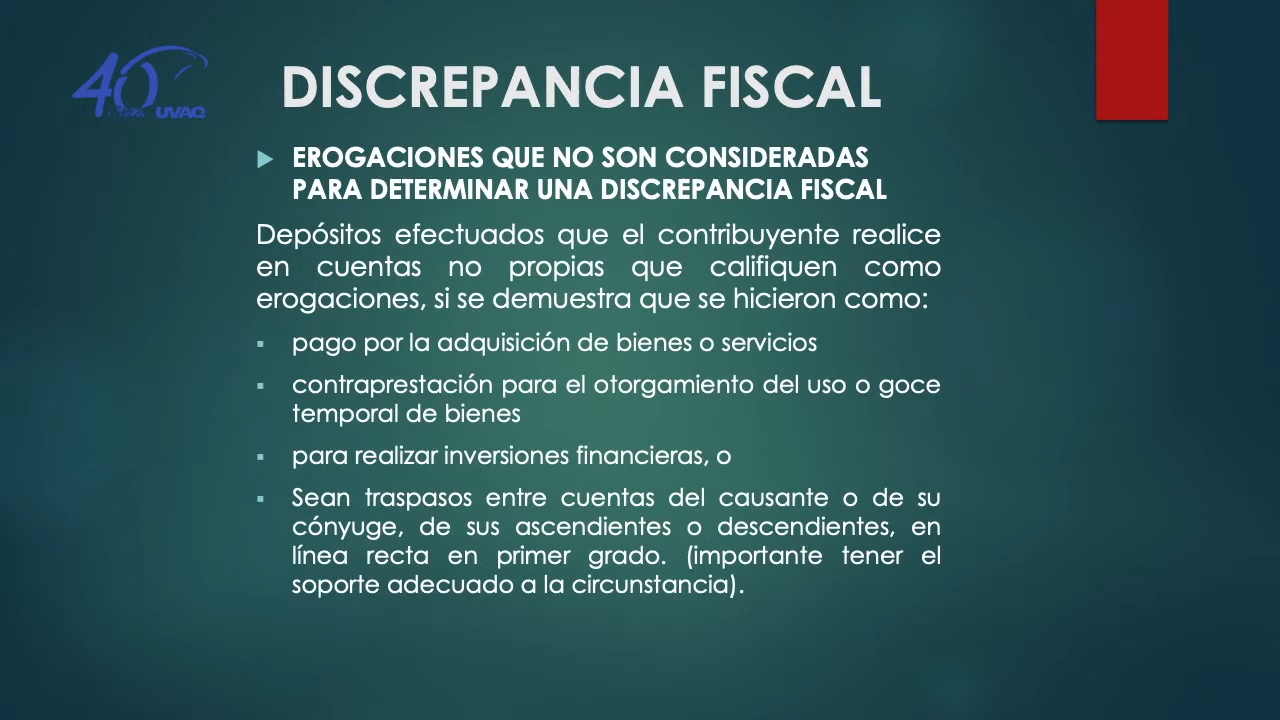 40
UVAQ
DISCREPANCIA FISCAL
EROGACIONES QUE NO SON CONSIDERADAS
PARA DETERMINAR UNA DISCREPANCIA FISCAL
Depósitos efectuados que el contribuyente realice
en cuentas no propias que califiquen como
erogaciones, si se demuestra que se hicieron como:
pago por la adquisición de bienes o servicios
contraprestación para el otorgamiento del uso o goce
temporal de bienes
para realizar inversiones financieras, o
Sean traspasos entre cuentas del causante o de su
cónyuge, de sus ascendientes o descendientes, en
línea recta en primer grado. (importante tener el
soporte adecuado a la circunstancia).